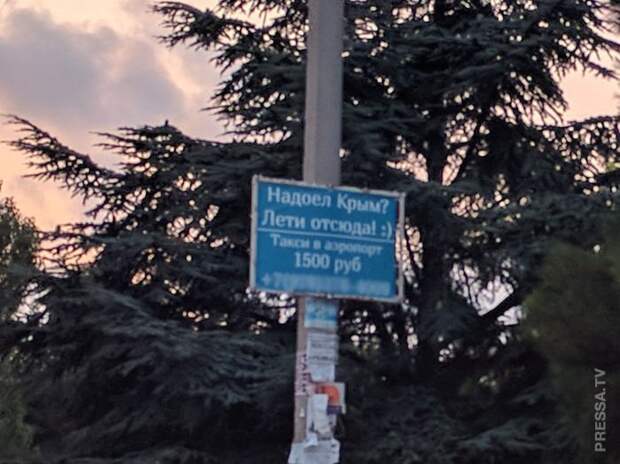 Надоел Крым?
Лети отсюда! :)
Такси в аэропорт
1500 руб
PRESSA.TV